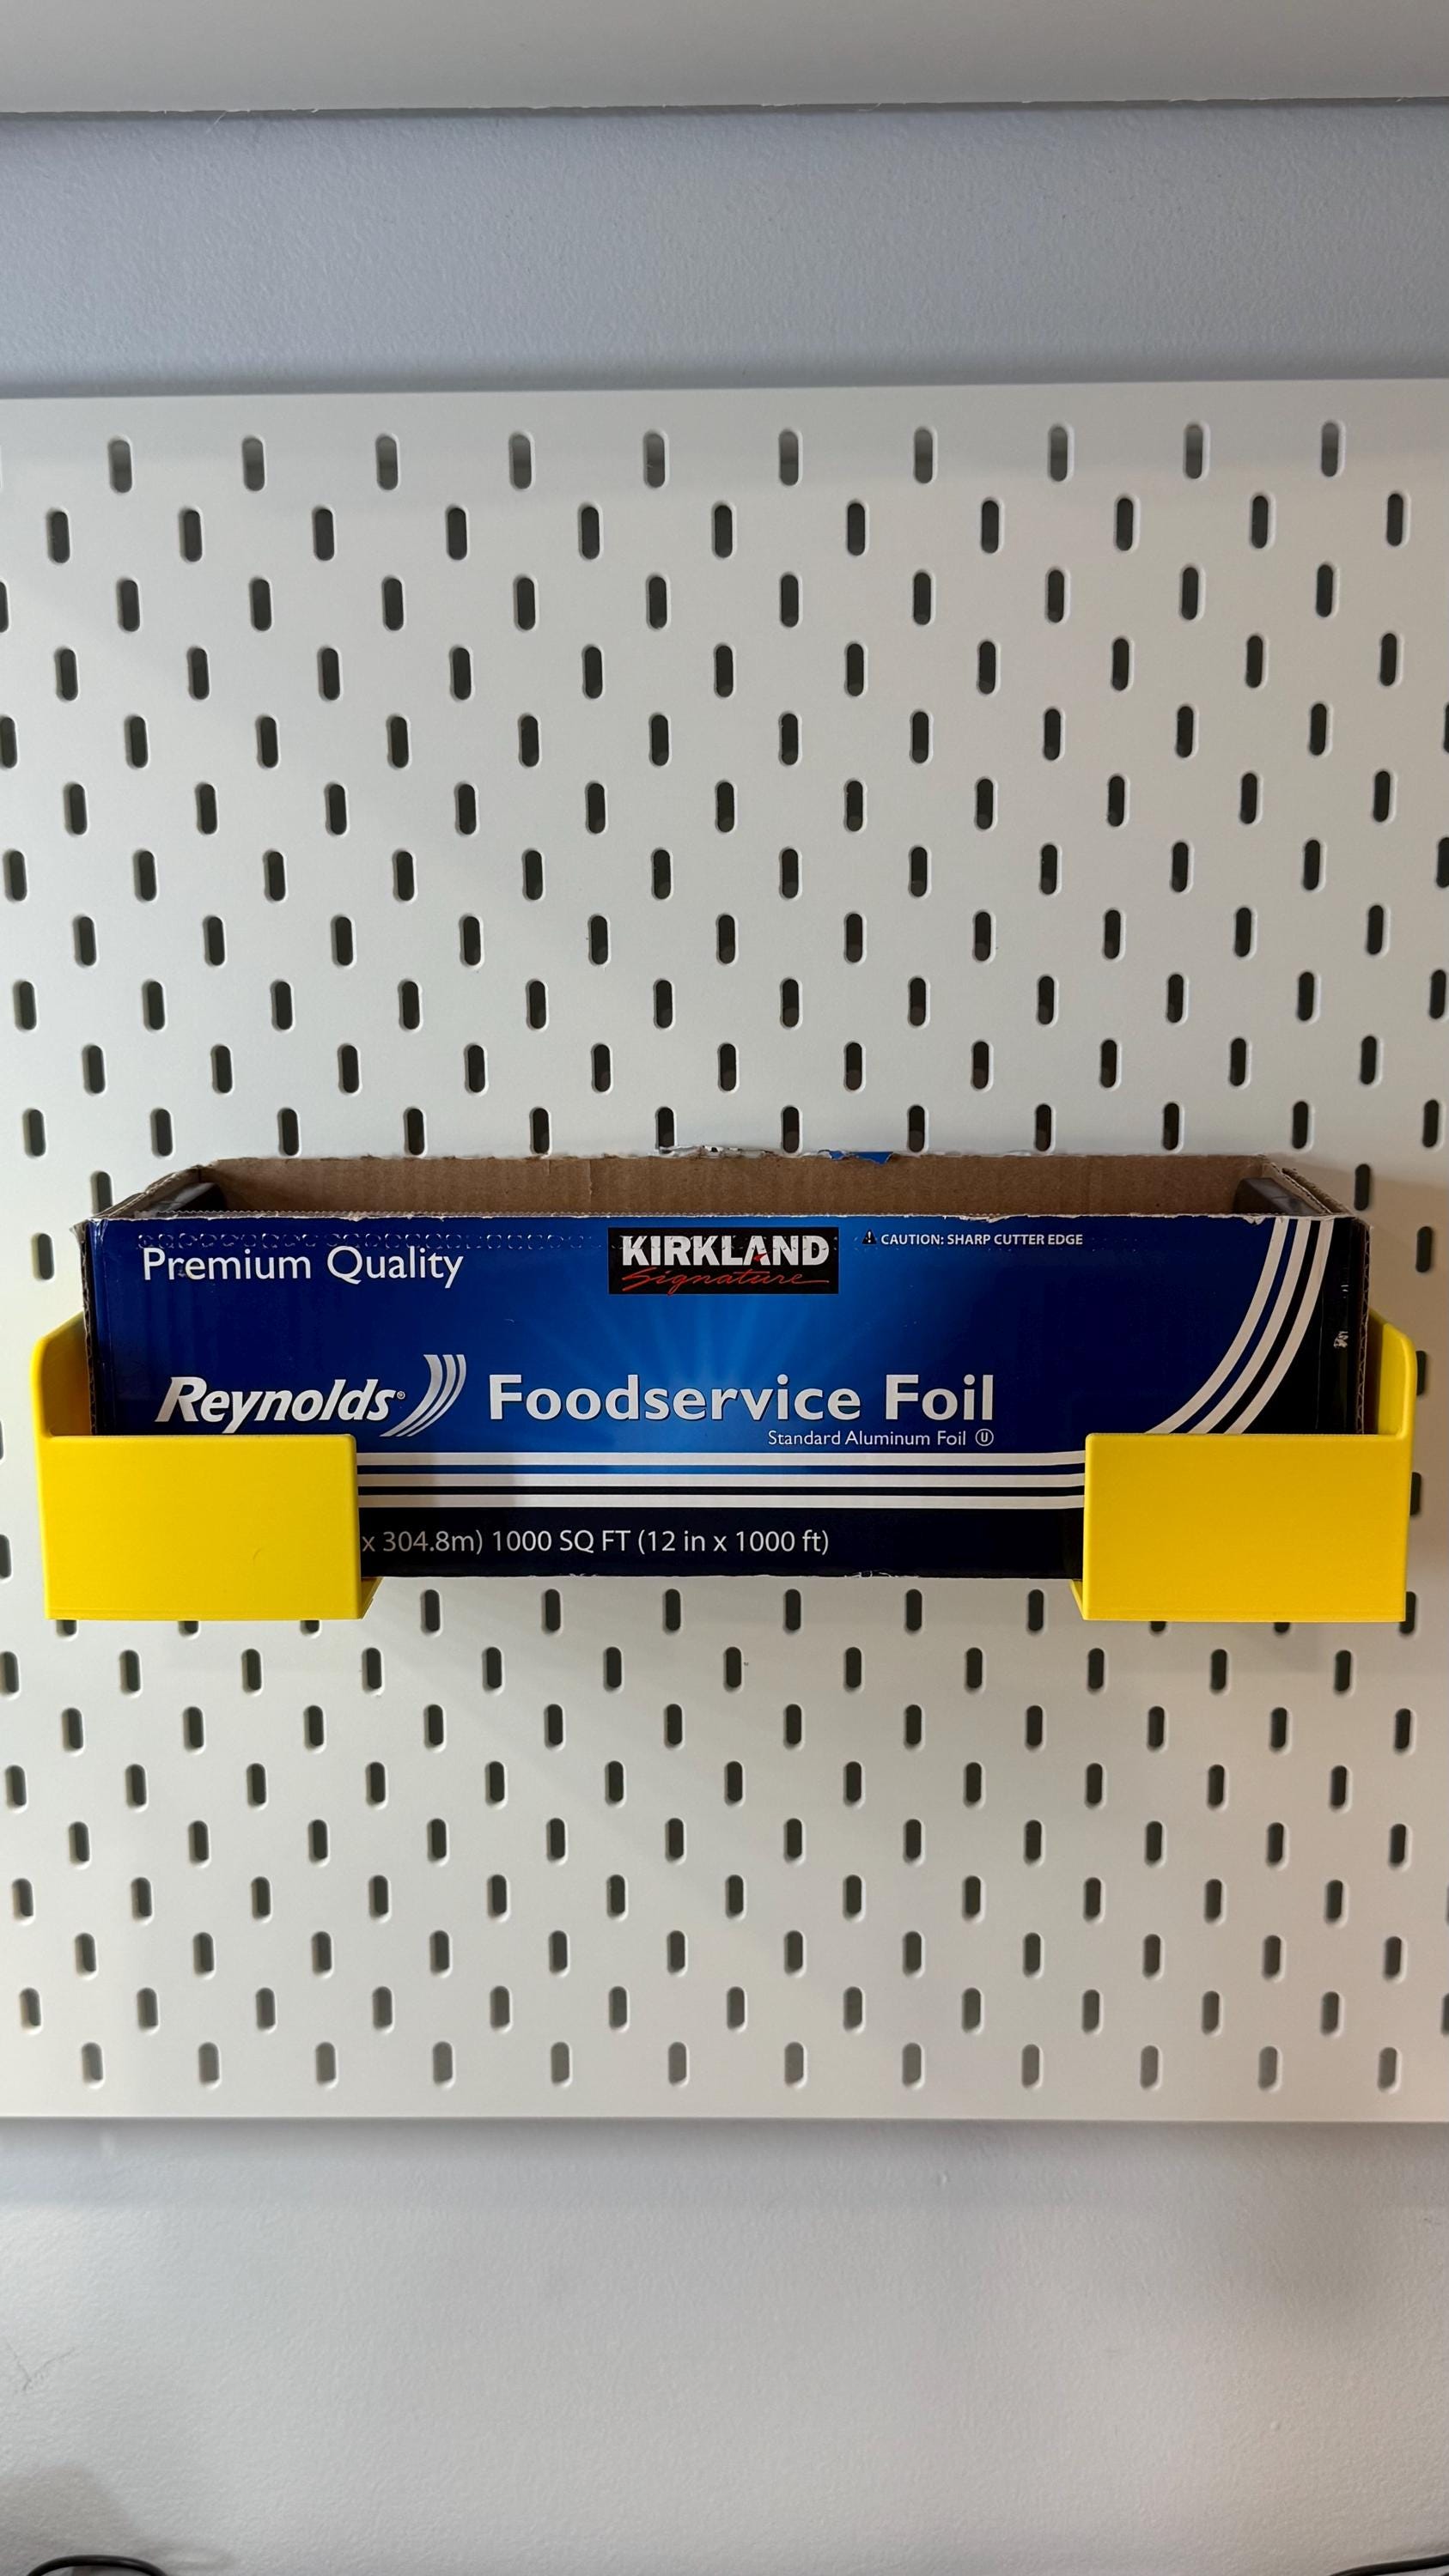 Premium Quality
KIRKLAND
Signature
CAUTION: SHARP CUTTER EDGE
Reynolds®
Foodservice Foil
Standard Aluminum Foil Ⓤ
x 304.8m) 1000 SQ FT (12 in x 1000 ft)